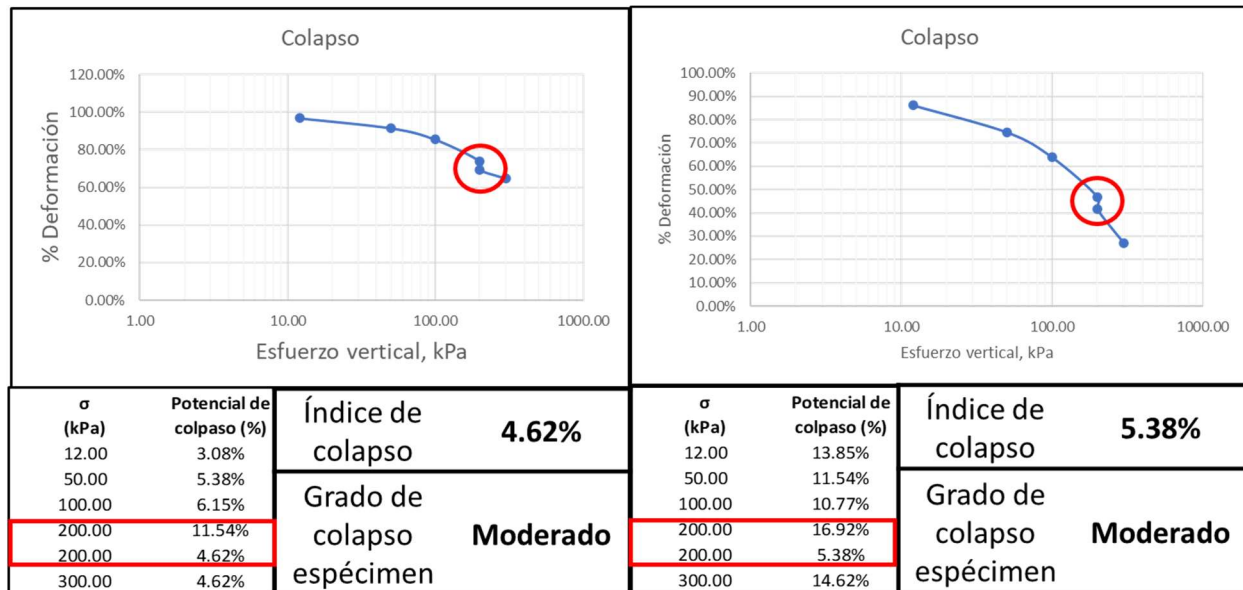 Colapso
120.00%
100.00%
80.00%
60.00%
40.00%
20.00%
0.00%
% Deformación
1.00 10.00 100.00 1000.00
Esfuerzo vertical, kPa
σ Potencial de
(kPa) colpaso (%)
12.00 3.08%
50.00 5.38%
100.00 6.15%
200.00 11.54%
200.00 4.62%
300.00 4.62%
Índice de
colapso
4.62%
Grado de
colapso
espécimen
Moderado
Colapso
100.00%
90.00%
80.00%
70.00%
60.00%
50.00%
40.00%
30.00%
20.00%
10.00%
0.00%
% Deformación
1.00 10.00 100.00 1000.00
Esfuerzo vertical, kPa
σ Potencial de
(kPa) colpaso (%)
12.00 13.85%
50.00 11.54%
100.00 10.77%
200.00 16.92%
200.00 5.38%
300.00 14.62%
Índice de
colapso
5.38%
Grado de
colapso
espécimen
Moderado